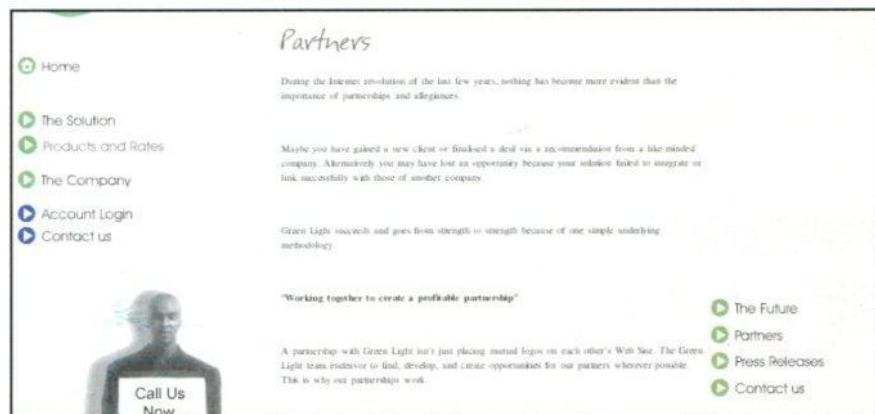 Partners
Home
The Solution
Products and Rates
The Company
Account Login
Contact us
During the Internet revolution of the last few years, nothing has become more evident than the
importance of partnerships and allegiances.
Maybe you have gained a new client or finalised a deal via a recommendation from a like minded
company. Alternatively you may have lost an opportunity because your solution failed to integrate or
link successfully with those of another company.
Green Light succeeds and goes from strength to strength because of one simple underlying
methodology.
"Working together to create a profitable partnership"
A partnership with Green Light isn't just placing mutual logos on each other's Web Site. The Green
Light team endevor to find, develop, and create opportunities for our partners wherever possible.
This is why our partnerships work.
The Future
Partners
Press Releases
Contact us
Call Us
Now